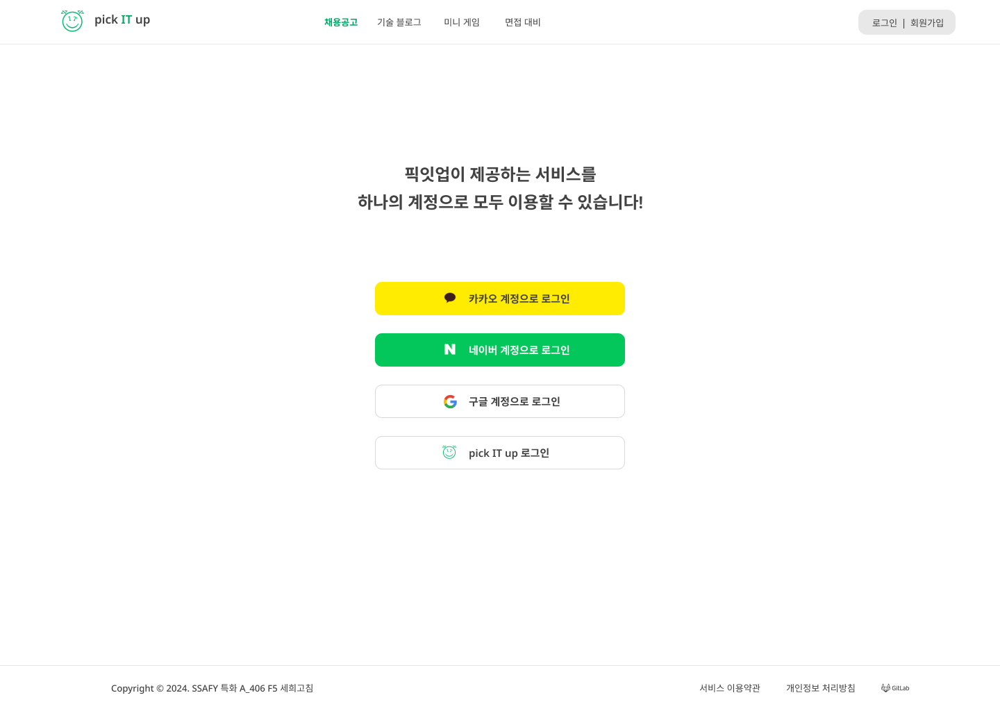 pick IT up
채용공고
기술 블로그
미니 게임
면접 대비
로그인 | 회원가입
픽잇업이 제공하는 서비스를
하나의 계정으로 모두 이용할 수 있습니다!
카카오 계정으로 로그인
N 네이버 계정으로 로그인
G 구글 계정으로 로그인
pick IT up 로그인
Copyright © 2024. SSAFY 특화 A_406 F5 세희고침
서비스 이용약관
개인정보 처리방침
GitLab